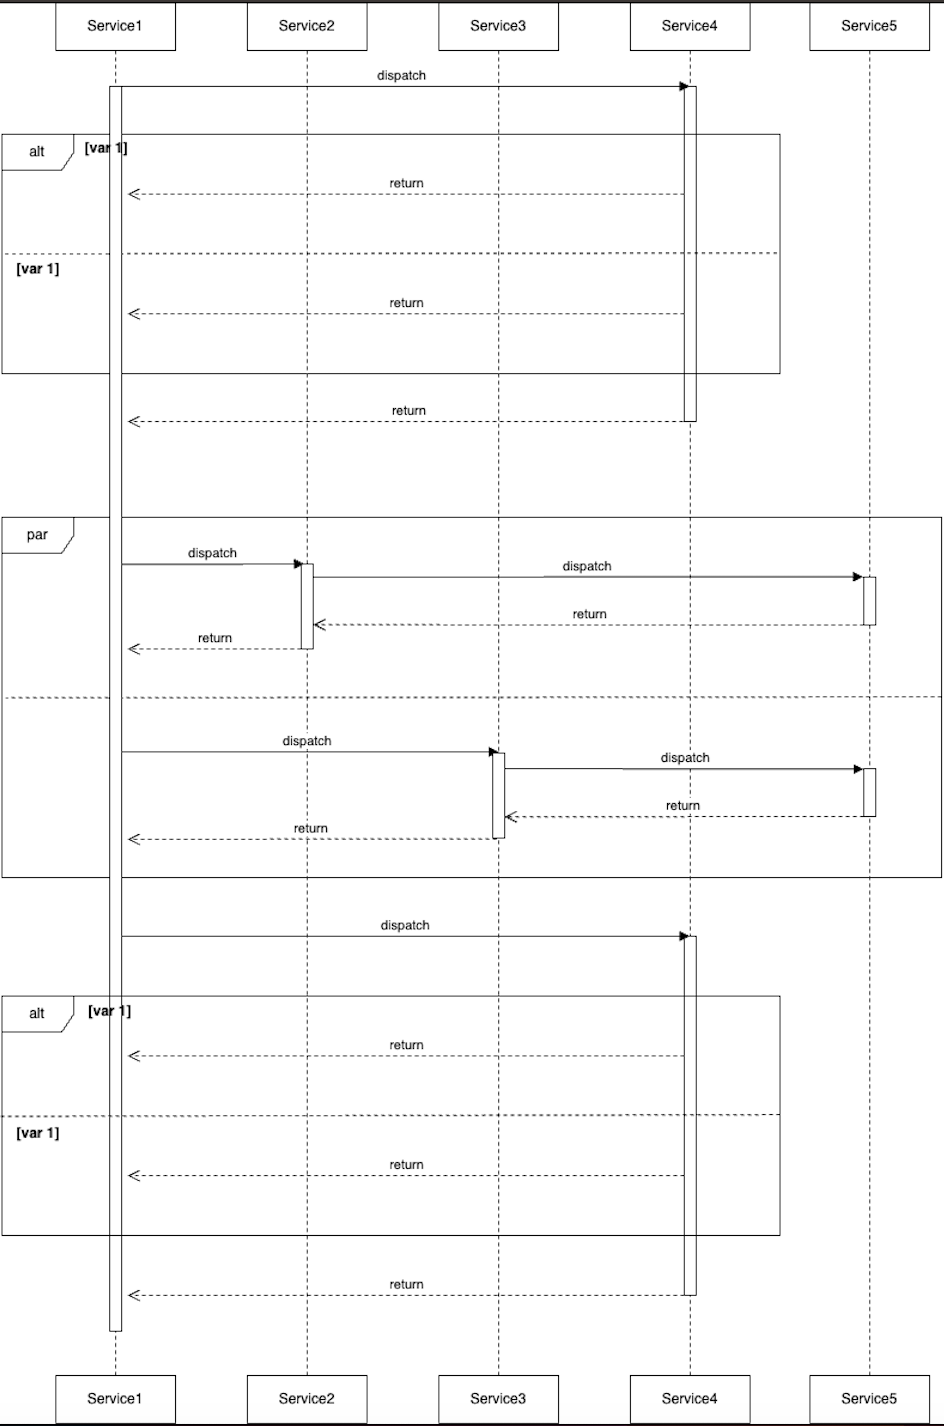 Service1 Service2 Service3 Service4 Service5
dispatch
alt [var 1]
return
[var 1]
return
return
par
dispatch
dispatch
return
return
dispatch
dispatch
return
return
dispatch
alt [var 1]
return
[var 1]
return
return
Service1 Service2 Service3 Service4 Service5